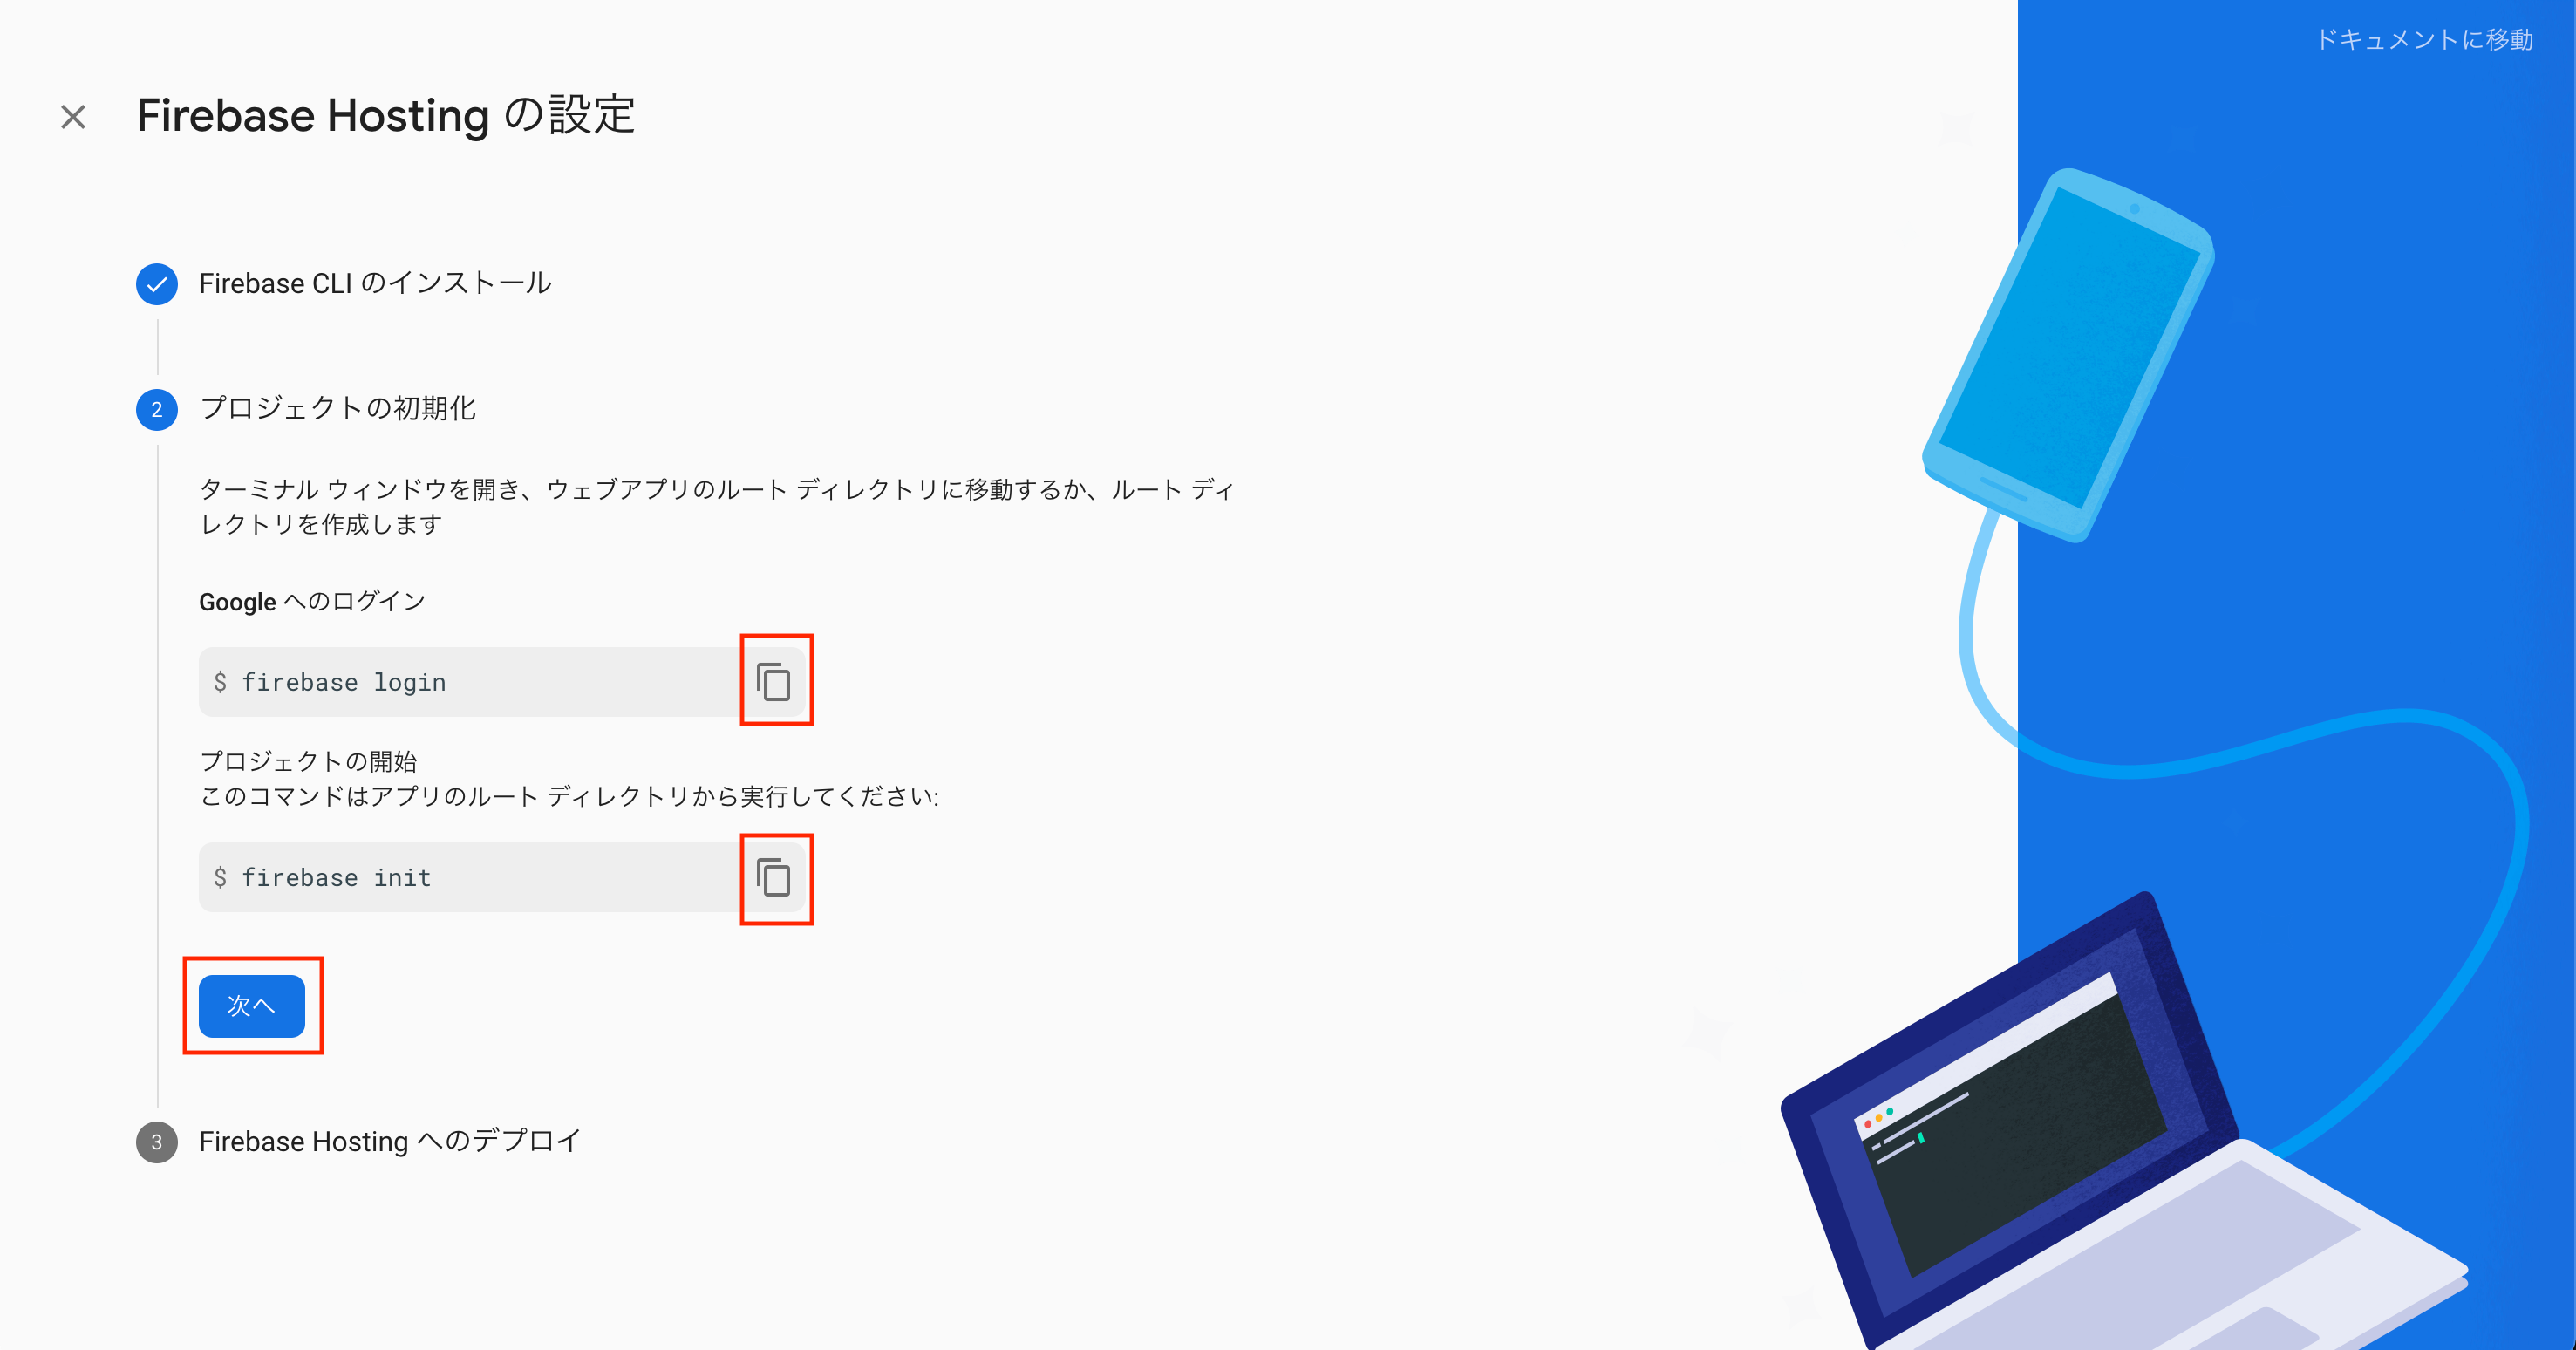 ドキュメントに移動
Firebase Hosting の設定
Firebase CLI のインストール
2 プロジェクトの初期化
ターミナル ウィンドウを開き、ウェブアプリのルート ディレクトリに移動するか、ルート ディ
レクトリを作成します
Google へのログイン
$ firebase login
プロジェクトの開始
このコマンドはアプリのルート ディレクトリから実行してください:
$ firebase init
次へ
3 Firebase Hosting へのデプロイ